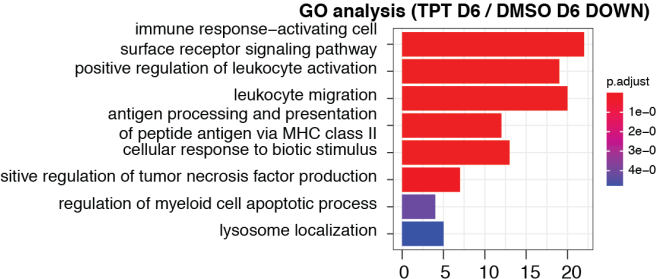 GO analysis (TPT D6 / DMSO D6 DOWN)
immune response−activating cell
surface receptor signaling pathway
positive regulation of leukocyte activation
leukocyte migration
antigen processing and presentation
of peptide antigen via MHC class II
cellular response to biotic stimulus
sitive regulation of tumor necrosis factor production
regulation of myeloid cell apoptotic process
lysosome localization
0 5 10 15 20
p.adjust
1e-0
2e-0
3e-0
4e-0